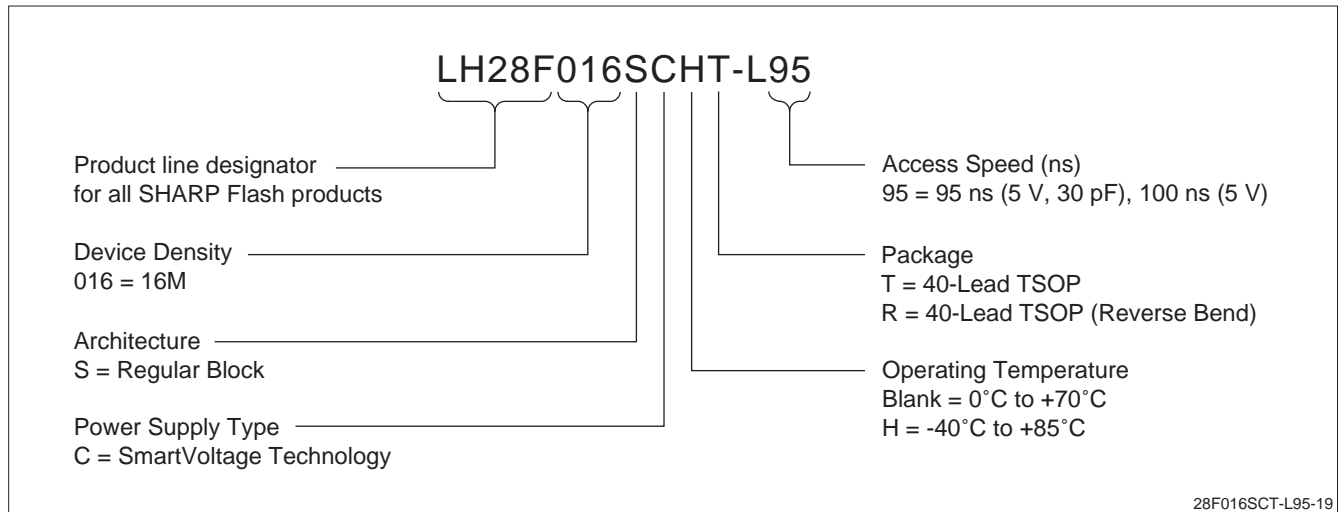 LH28F016SCHT-L95
Product line designator
for all SHARP Flash products
Device Density
016 = 16M
Architecture
S = Regular Block
Power Supply Type
C = SmartVoltage Technology
Access Speed (ns)
95 = 95 ns (5 V, 30 pF), 100 ns (5 V)
Package
T = 40-Lead TSOP
R = 40-Lead TSOP (Reverse Bend)
Operating Temperature
Blank = 0˚C to +70˚C
H = -40˚C to +85˚C
28F016SCT-L95-19